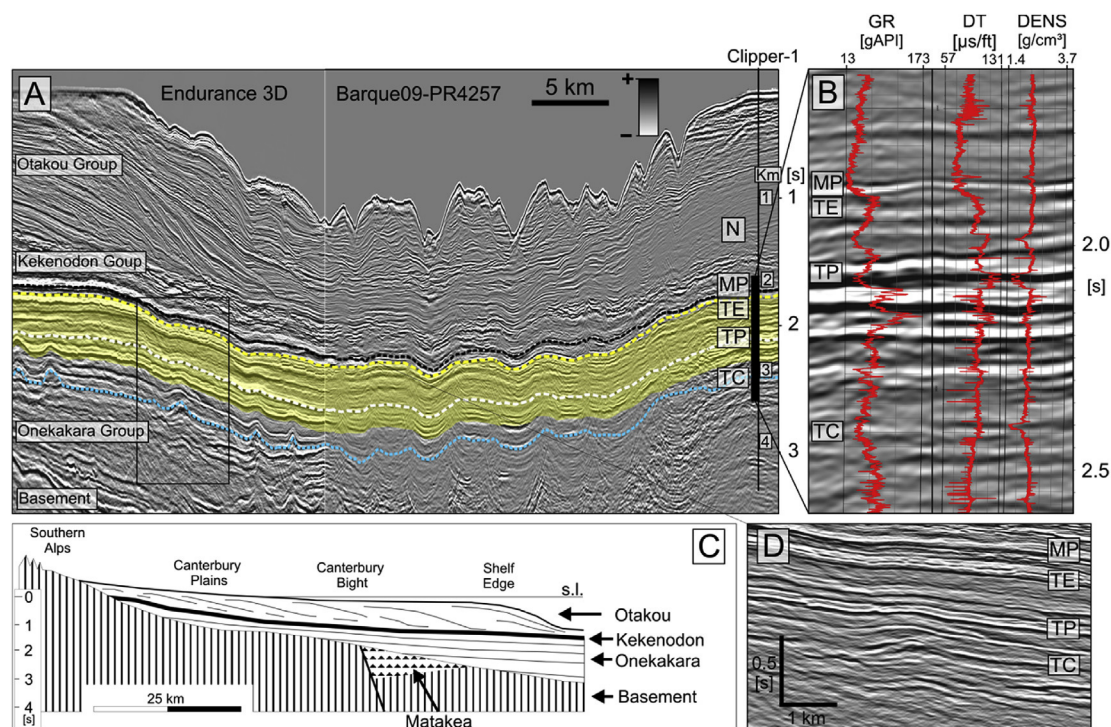 GR
[gAPI]
DT
[µs/ft]
DENS
[g/cm³]
Clipper-1
13
173
57
131
1.4
3.7
A
Endurance 3D
Barque09-PR4257
5 km
+
−
B
Otakou Group
Km
[s]
1
1
N
MP
TE
2.0
[s]
Kekenodon Goup
MP
2
TE
TP
2
TP
TC
3
TC
Onekakara Group
4
3
2.5
Basement
Southern
Alps
C
Canterbury
Plains
Canterbury
Bight
Shelf
Edge
s.l.
0
1
2
3
4
[s]
Otakou
Kekenodon
Onekakara
Basement
25 km
Matakea
D
MP
TE
TP
TC
0.5
[s]
1 km